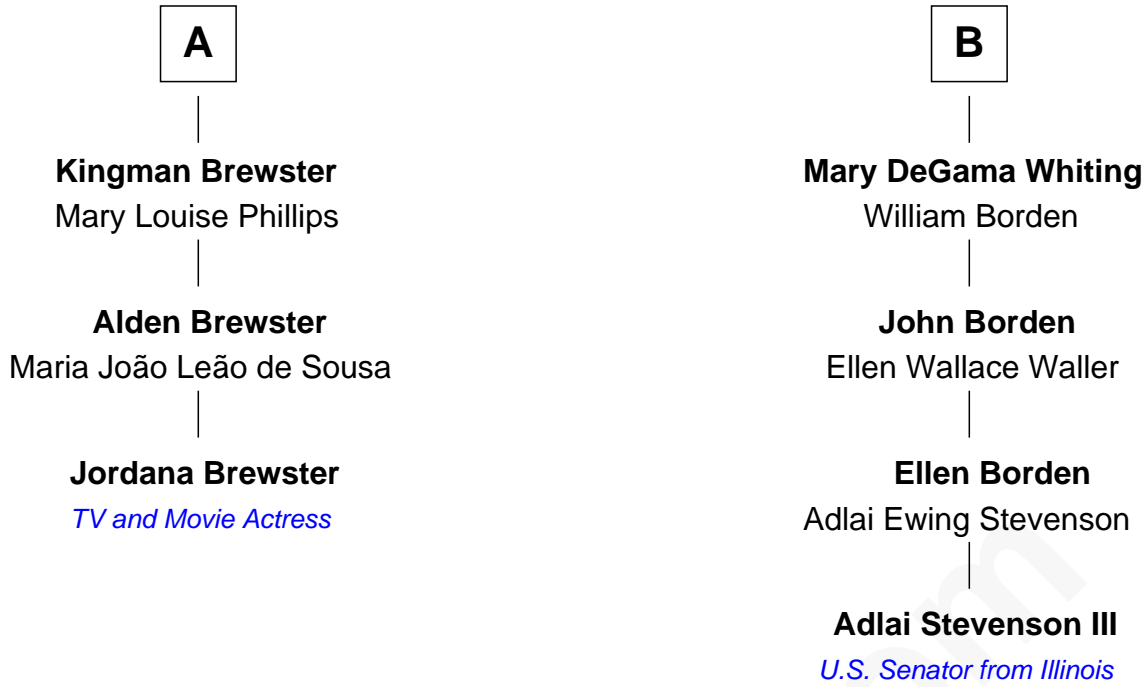 A
Kingman Brewster
Mary Louise Phillips
Alden Brewster
Maria João Leão de Sousa
Jordana Brewster
TV and Movie Actress
B
Mary DeGama Whiting
William Borden
John Borden
Ellen Wallace Waller
Ellen Borden
Adlai Ewing Stevenson
Adlai Stevenson III
U.S. Senator from Illinois